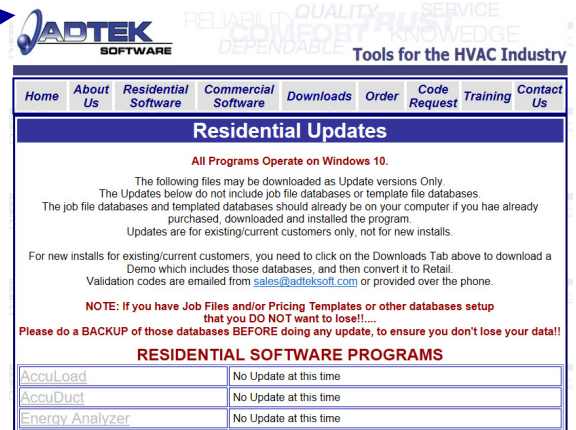 RELIABILITY QUALITY TRUST SERVICE
COMFORT KNOWLEDGE
DEPENDABLE
ADTEK
SOFTWARE
Tools for the HVAC Industry
Home About Us Residential Software Commercial Software Downloads Order Code Request Training Contact Us
Residential Updates
All Programs Operate on Windows 10.
The following files may be downloaded as Update versions Only.
The Updates below do not include job file databases or template file databases.
The job file databases and templated databases should already be on your computer if you hae already
purchased, downloaded and installed the program.
Updates are for existing/current customers only, not for new installs.
For new installs for existing/current customers, you need to click on the Downloads Tab above to download a
Demo which includes those databases, and then convert it to Retail.
Validation codes are emailed from sales@adteksoft.com or provided over the phone.
NOTE: If you have Job Files and/or Pricing Templates or other databases setup
that you DO NOT want to lose!!....
Please do a BACKUP of those databases BEFORE doing any update, to ensure you don't lose your data!!
RESIDENTIAL SOFTWARE PROGRAMS
AccuLoad No Update at this time
AccuDuct No Update at this time
Energy Analyzer No Update at this time